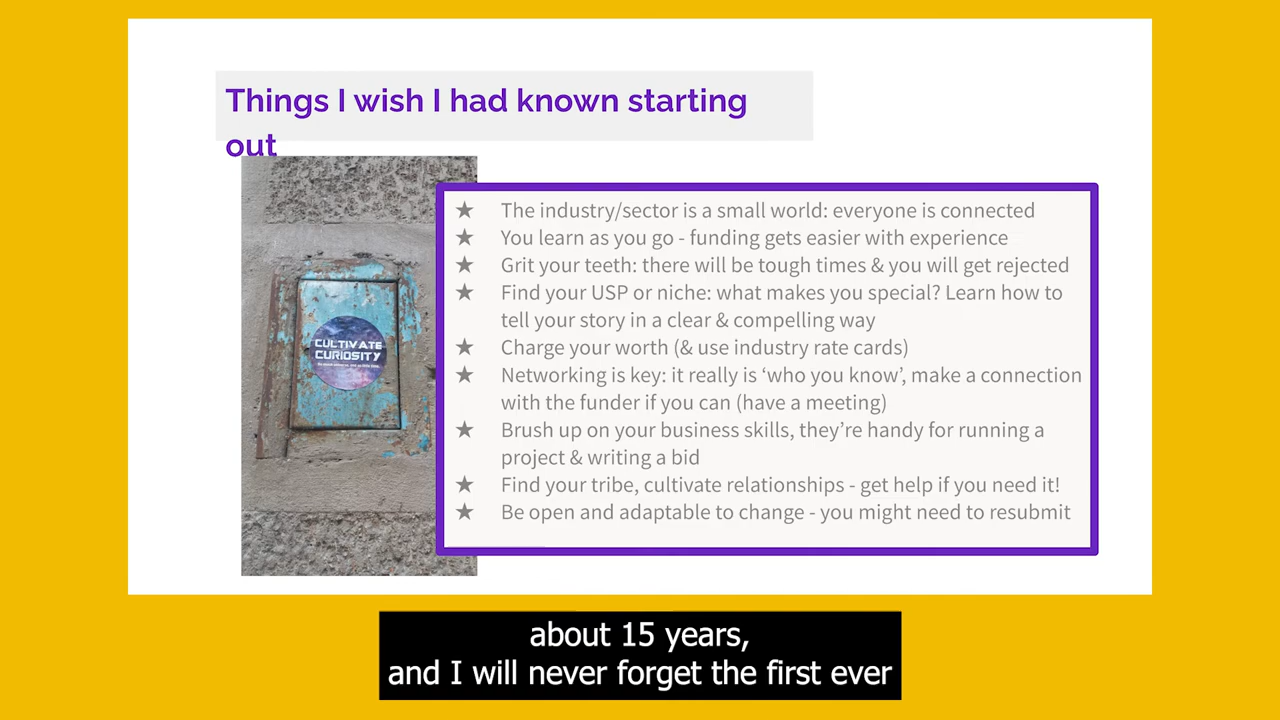 Things I wish I had known starting
out
CULTIVATE
CURIOSITY
★ The industry/sector is a small world: everyone is connected
★ You learn as you go - funding gets easier with experience
★ Grit your teeth: there will be tough times & you will get rejected
★ Find your USP or niche: what makes you special? Learn how to
tell your story in a clear & compelling way
★ Charge your worth (& use industry rate cards)
★ Networking is key: it really is ‘who you know’, make a connection
with the funder if you can (have a meeting)
★ Brush up on your business skills, they’re handy for running a
project & writing a bid
★ Find your tribe, cultivate relationships - get help if you need it!
★ Be open and adaptable to change - you might need to resubmit
about 15 years,
and I will never forget the first ever